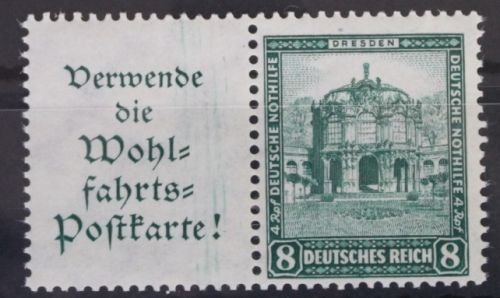 Verwende
die
Wohl=
fahrts=
Poſtkarte!
DRESDEN
4 Rpf DEUTSCHE NOTHILFE
DEUTSCHE NOTHILFE 4 Rpf
8 DEUTSCHES REICH 8